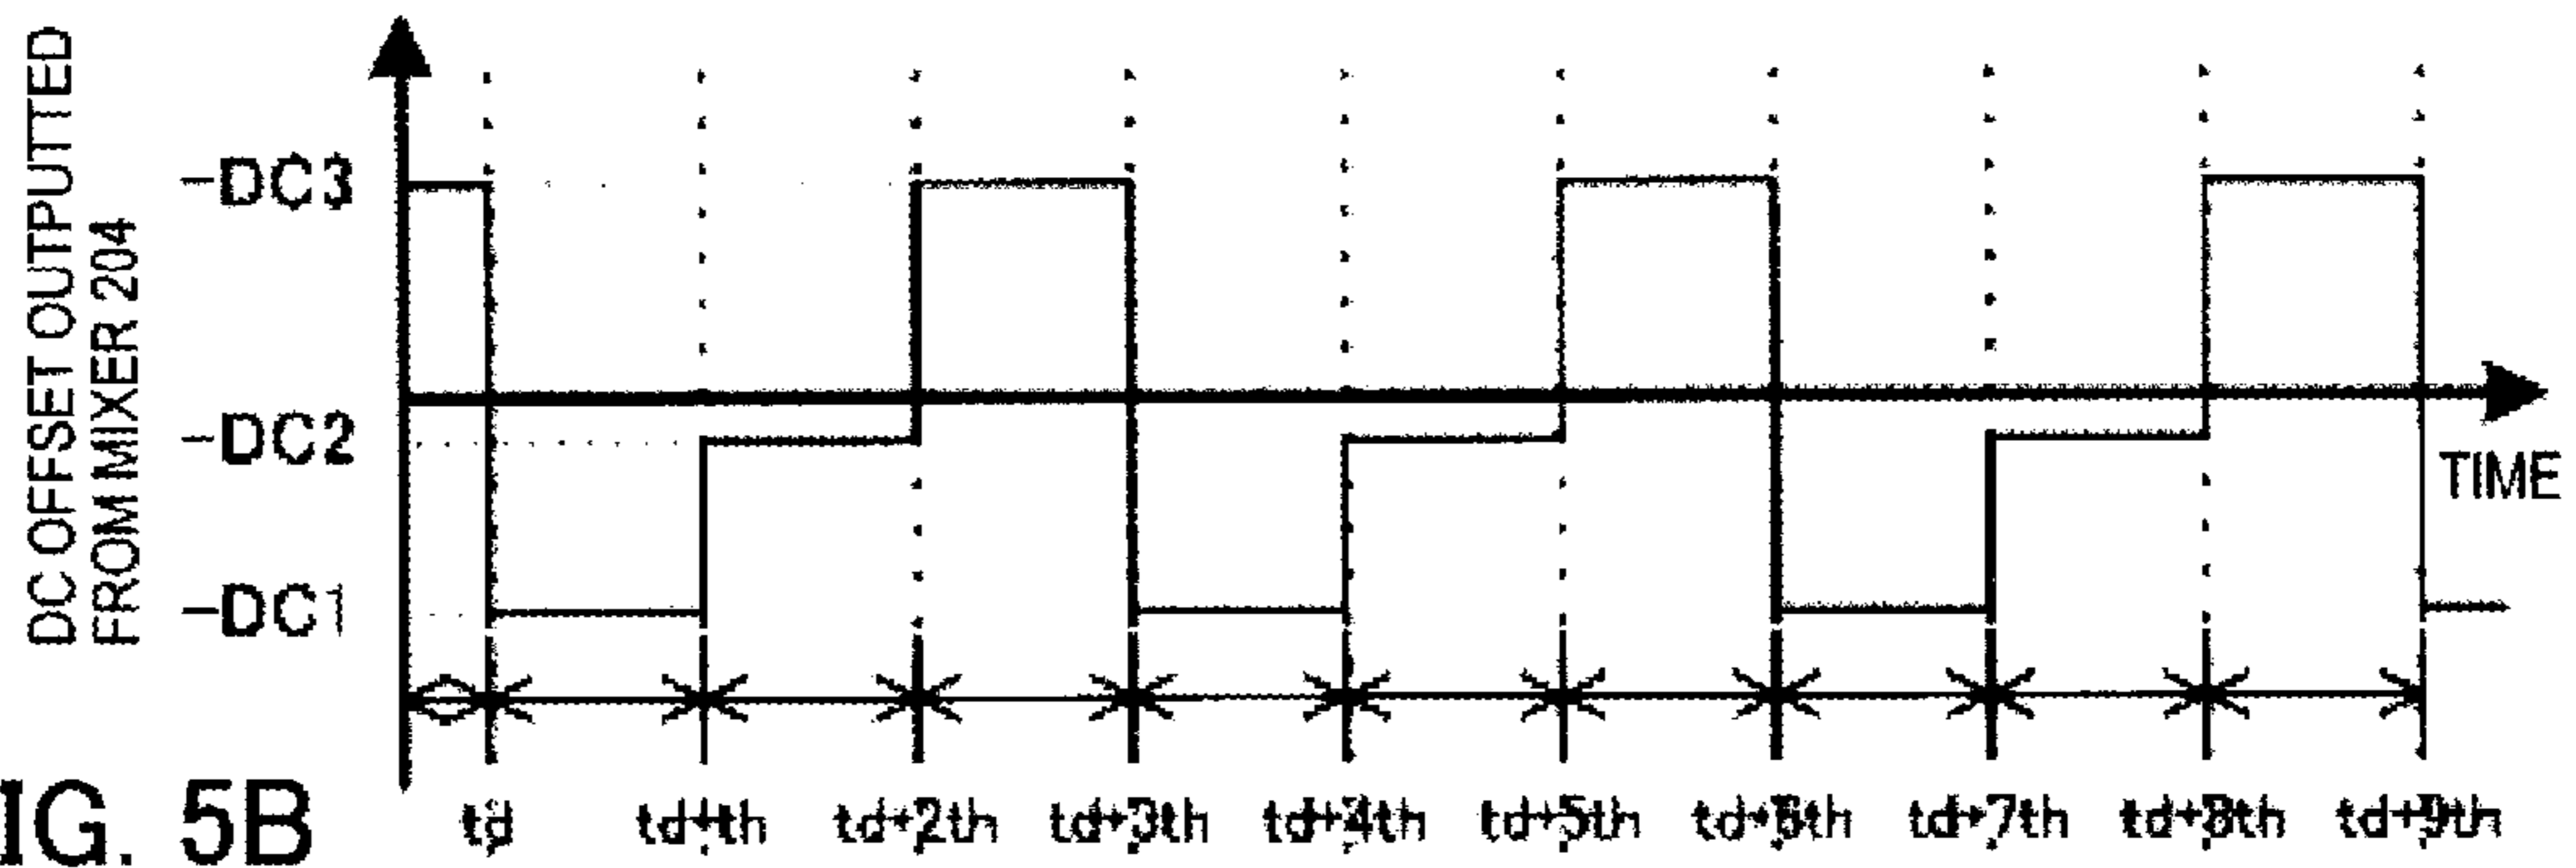 DC OFFSET OUTPUTTED
FROM MIXER 204
-DC3
-DC2
-DC1
TIME
td
td+th
td+2th
td+3th
td+4th
td+5th
td+6th
td+7th
td+8th
td+9th
IG. 5B